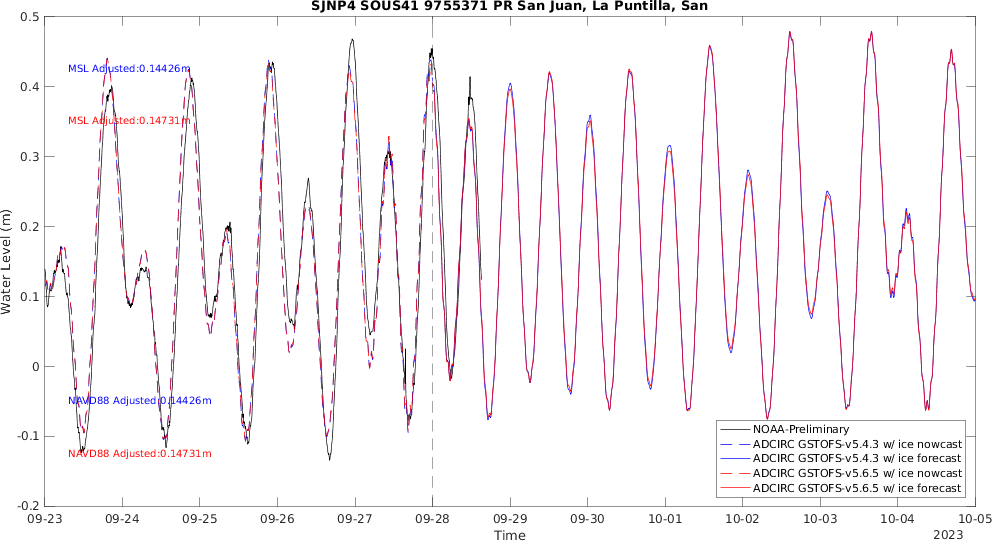 SJNP4 SOUS41 9755371 PR San Juan, La Puntilla, San
0.5
0.4
0.3
0.2
0.1
0
-0.1
-0.2
Water Level (m)
MSL Adjusted:0.14426m
MSL Adjusted:0.14731m
NAVD88 Adjusted:0.14426m
NAVD88 Adjusted:0.14731m
NOAA-Preliminary
ADCIRC GSTOFS-v5.4.3 w/ ice nowcast
ADCIRC GSTOFS-v5.4.3 w/ ice forecast
ADCIRC GSTOFS-v5.6.5 w/ ice nowcast
ADCIRC GSTOFS-v5.6.5 w/ ice forecast
09-23 09-24 09-25 09-26 09-27 09-28 09-29 09-30 10-01 10-02 10-03 10-04 10-05
Time
2023